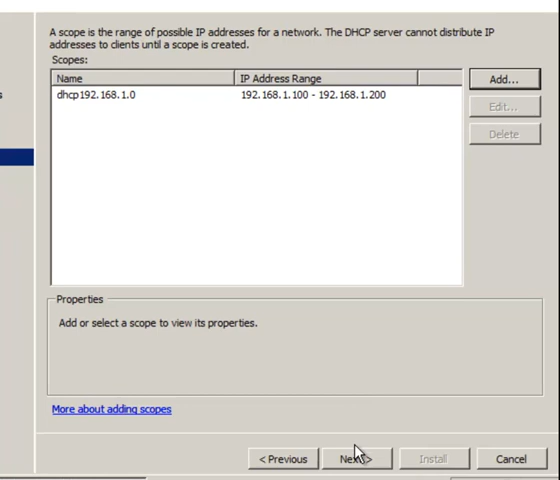 A scope is the range of possible IP addresses for a network. The DHCP server cannot distribute IP
addresses to clients until a scope is created.
Scopes:
Name IP Address Range
Add...
dhcp192.168.1.0 192.168.1.100 - 192.168.1.200
Edit...
Delete
Properties
Add or select a scope to view its properties.
More about adding scopes
< Previous Next > Install Cancel